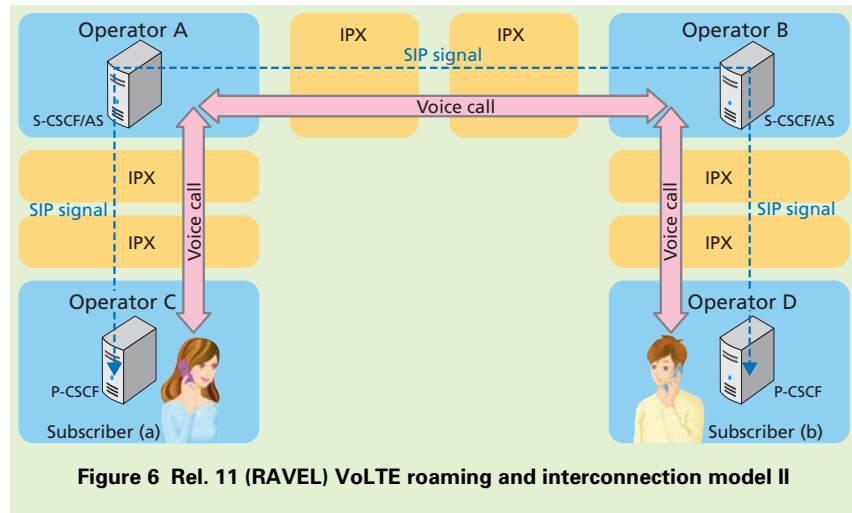 Operator A
IPX
IPX
Operator B
SIP signal
Voice call
S-CSCF/AS
S-CSCF/AS
IPX
IPX
SIP signal
Voice call
Voice call
SIP signal
IPX
IPX
Operator C
Operator D
P-CSCF
P-CSCF
Subscriber (a)
Subscriber (b)
Figure 6 Rel. 11 (RAVEL) VoLTE roaming and interconnection model II